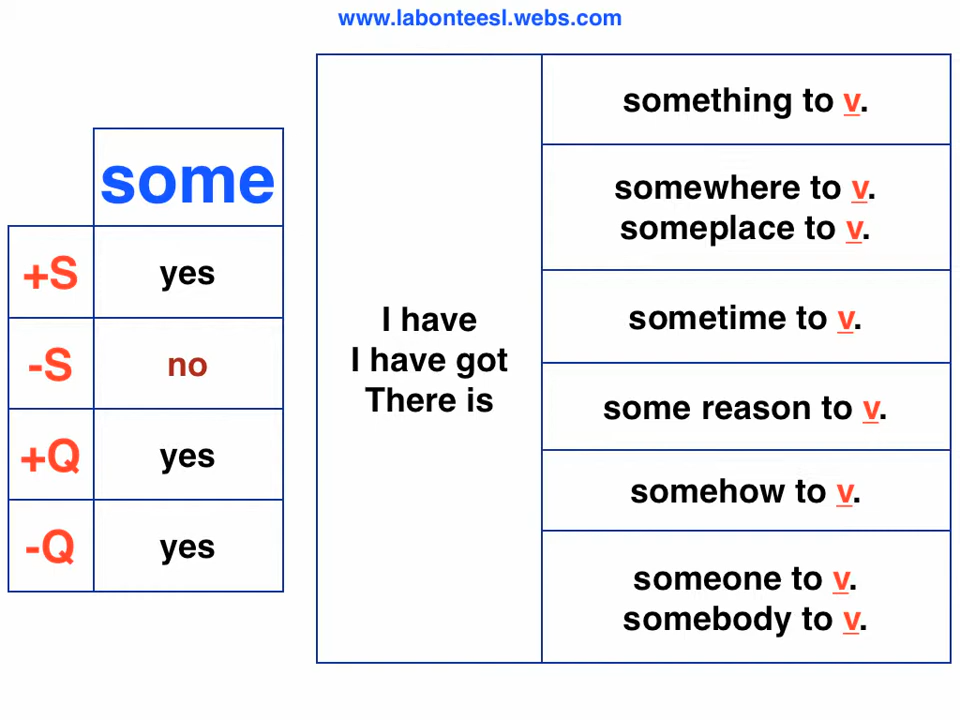 www.labonteesl.webs.com
some
+S yes
-S no
+Q yes
-Q yes
I have
I have got
There is
something to v.
somewhere to v.
someplace to v.
sometime to v.
some reason to v.
somehow to v.
someone to v.
somebody to v.